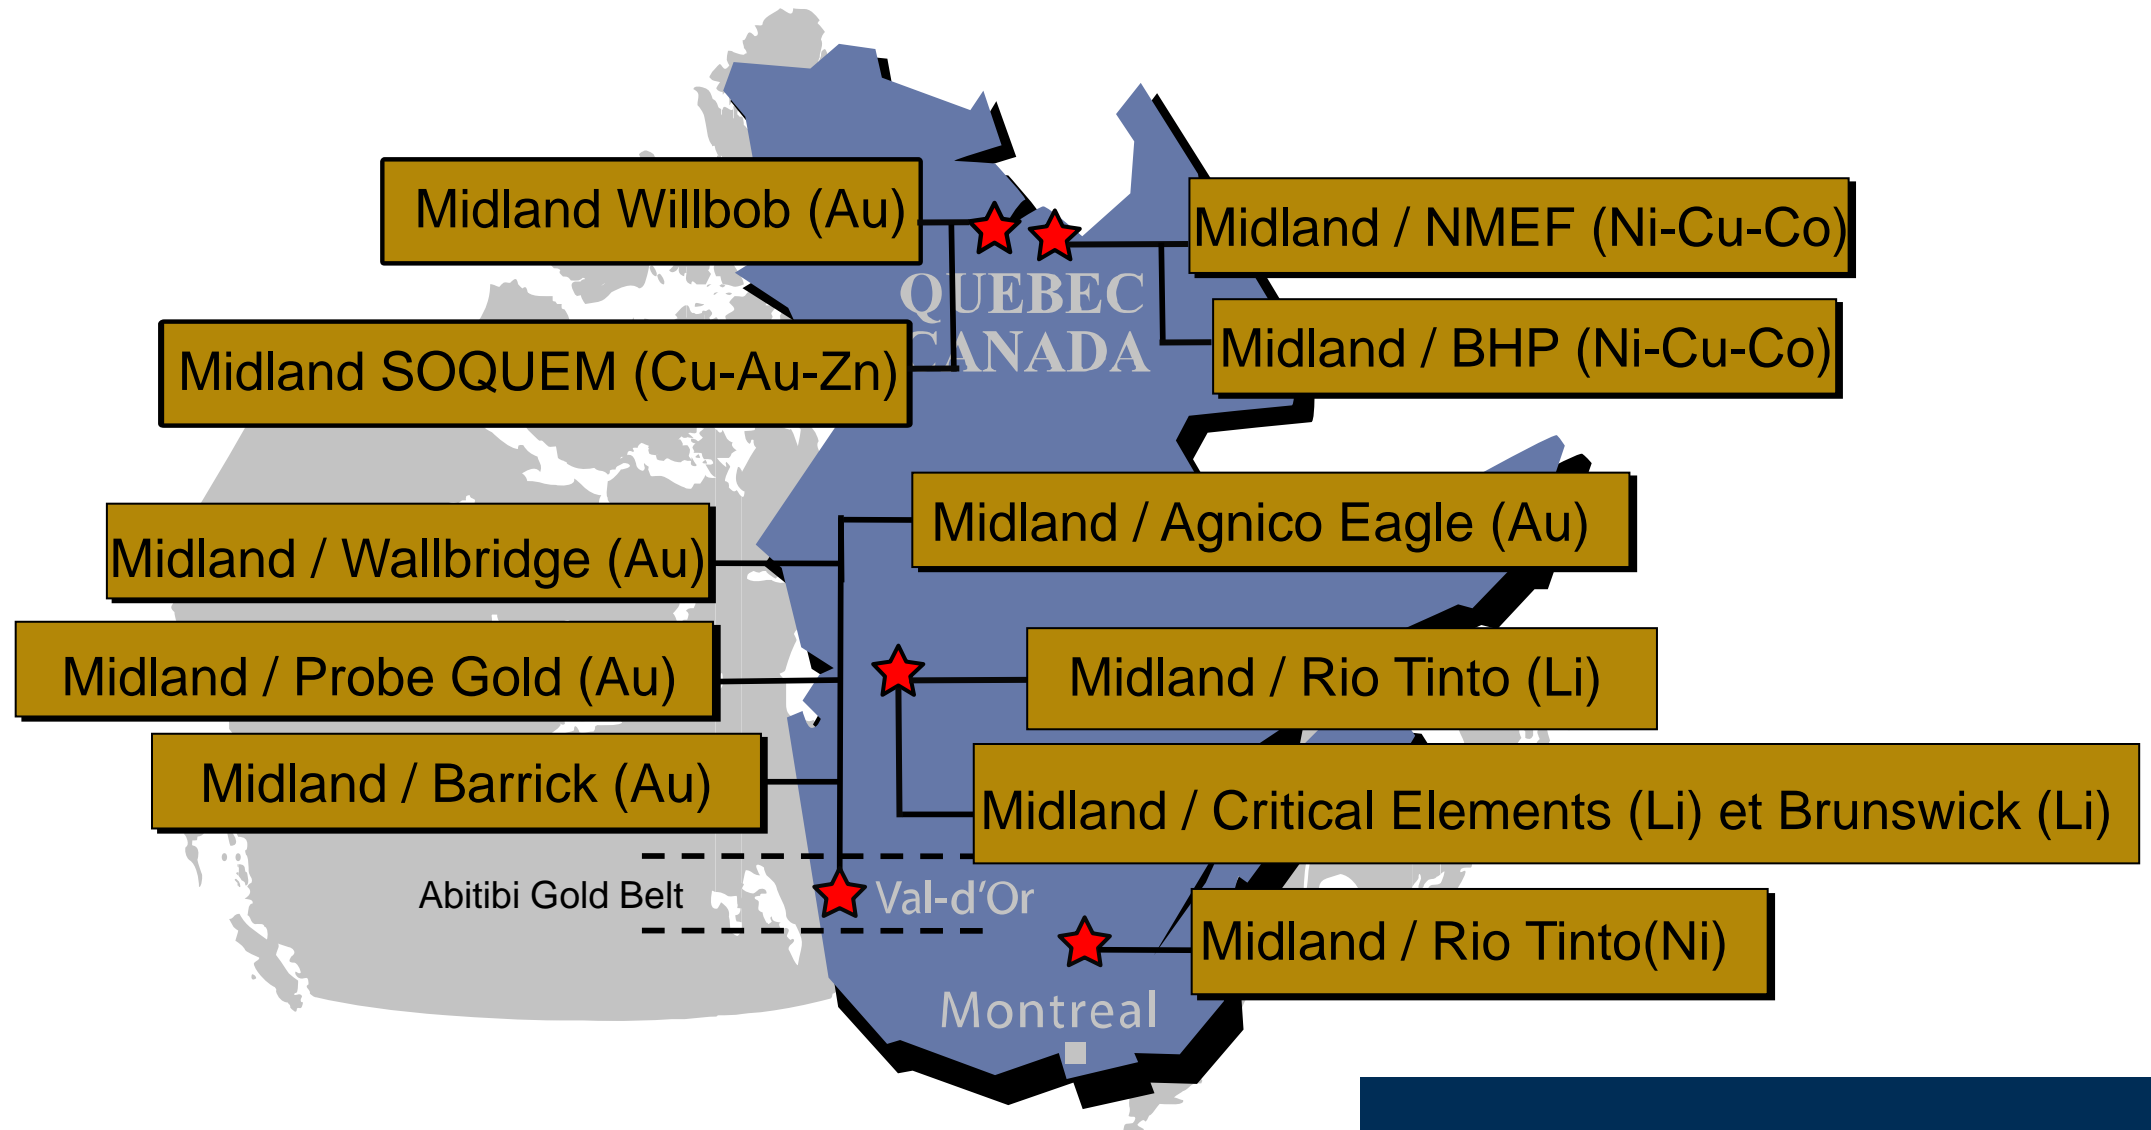 Midland Willbob (Au)
Midland / NMEF (Ni-Cu-Co)
QUEBEC
CANADA
Midland / BHP (Ni-Cu-Co)
Midland SOQUEM (Cu-Au-Zn)
Midland / Agnico Eagle (Au)
Midland / Wallbridge (Au)
Midland / Probe Gold (Au)
Midland / Rio Tinto (Li)
Midland / Barrick (Au)
Midland / Critical Elements (Li) et Brunswick (Li)
Abitibi Gold Belt
Val-d'Or
Midland / Rio Tinto(Ni)
Montreal